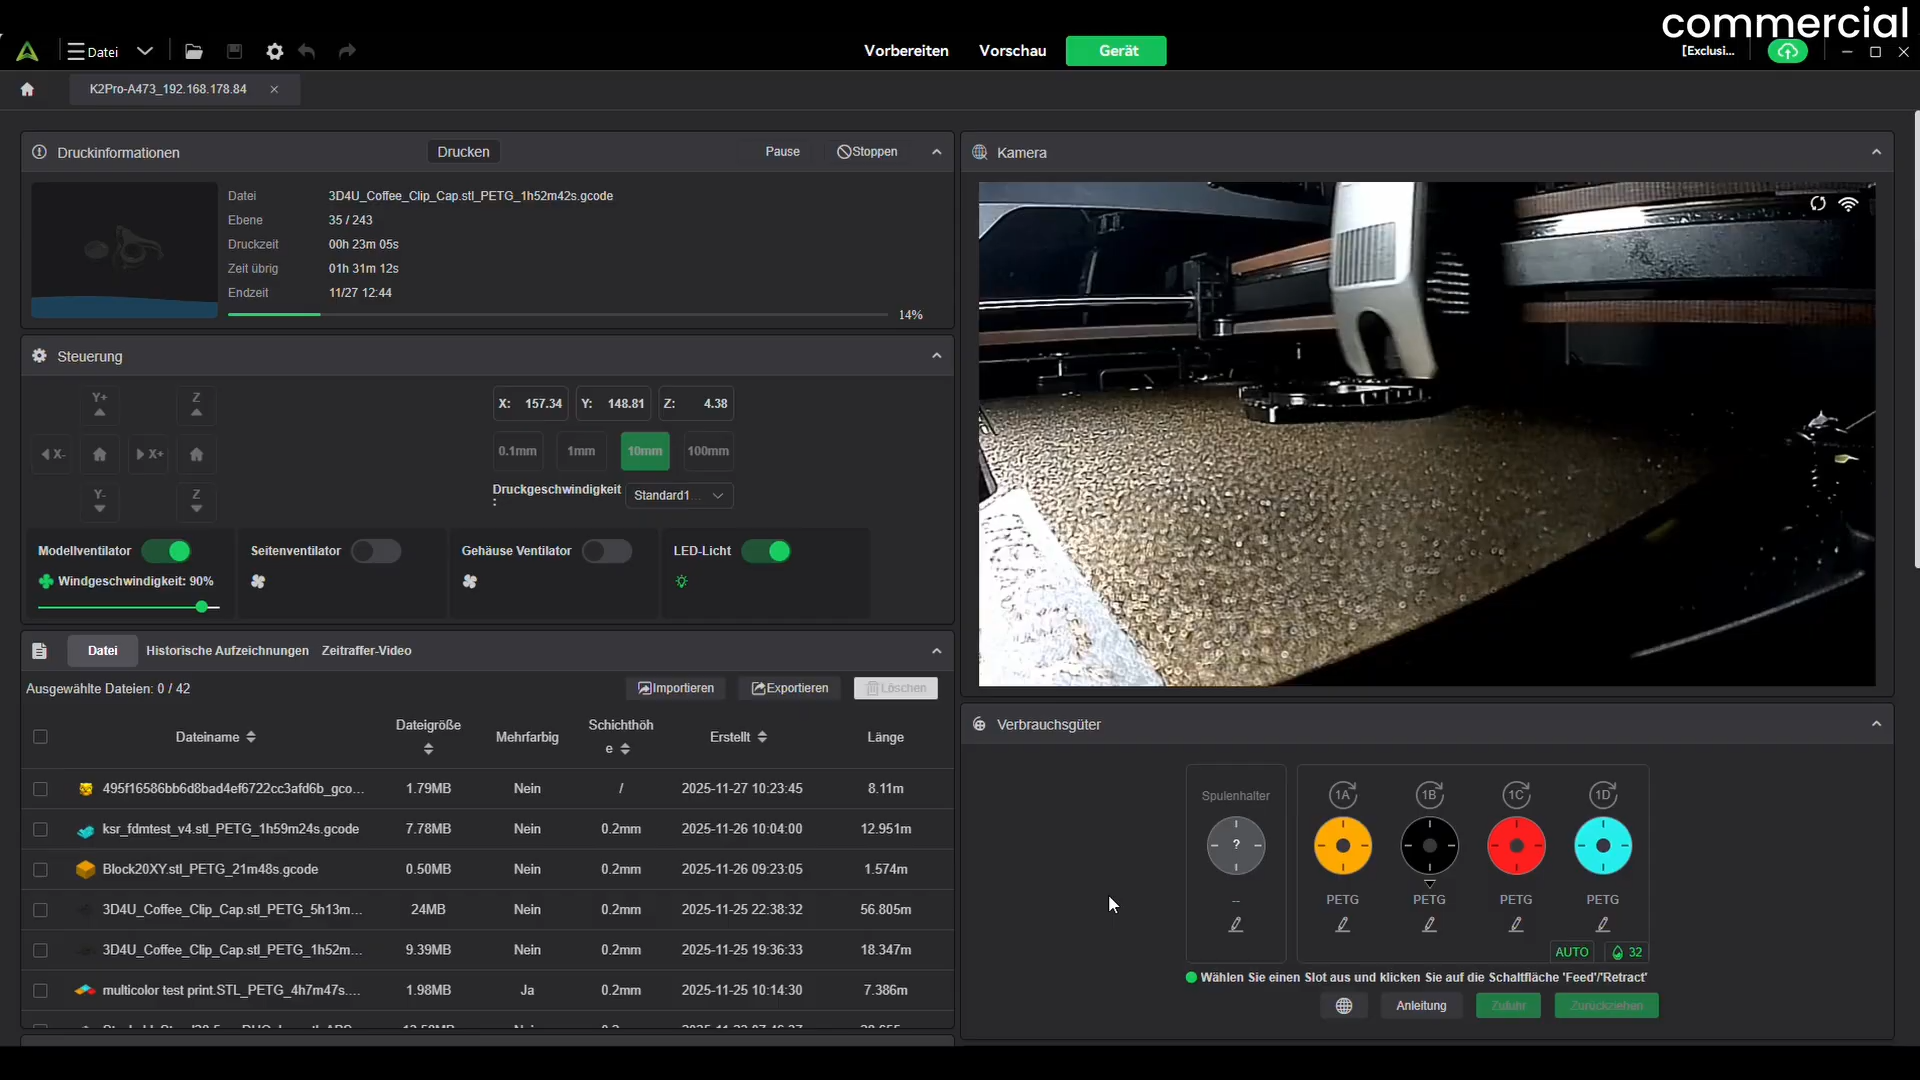 commercial
Datei
Vorbereiten
Vorschau
Gerät
[Exclusi...
K2Pro-A473_192.168.178.84
Druckinformationen
Drucken
Pause
Stoppen
Datei 3D4U_Coffee_Clip_Cap.stl_PETG_1h52m42s.gcode
Ebene 35 / 243
Druckzeit 00h 23m 05s
Zeit übrig 01h 31m 12s
Endzeit 11/27 12:44
14%
Steuerung
Y+
Z
X: 157.34 Y: 148.81 Z: 4.38
X-
X+
0.1mm 1mm 10mm 100mm
Y-
Z
Druckgeschwindigkeit : Standard1...
Modellventilator
Seitenventilator
Gehäuse Ventilator
LED-Licht
Windgeschwindigkeit: 90%
Datei Historische Aufzeichnungen Zeitraffer-Video
Ausgewählte Dateien: 0 / 42
Importieren
Exportieren
Löschen
Dateiname Dateigröße Mehrfarbig Schichthöh
e Erstellt Länge
495f16586bb6d8bad4ef6722cc3afd6b_gco... 1.79MB Nein / 2025-11-27 10:23:45 8.11m
ksr_fdmtest_v4.stl_PETG_1h59m24s.gcode 7.78MB Nein 0.2mm 2025-11-26 10:04:00 12.951m
Block20XY.stl_PETG_21m48s.gcode 0.50MB Nein 0.2mm 2025-11-26 09:23:05 1.574m
3D4U_Coffee_Clip_Cap.stl_PETG_5h13m... 24MB Nein 0.2mm 2025-11-25 22:38:32 56.805m
3D4U_Coffee_Clip_Cap.stl_PETG_1h52m... 9.39MB Nein 0.2mm 2025-11-25 19:36:33 18.347m
multicolor test print.STL_PETG_4h7m47s.... 1.98MB Ja 0.2mm 2025-11-25 10:14:30 7.386m
Kamera
Verbrauchsgüter
Spulenhalter
1A 1B 1C 1D
?
-- PETG PETG PETG PETG
AUTO 32
Wählen Sie einen Slot aus und klicken Sie auf die Schaltfläche 'Feed'/'Retract'
Anleitung
Zufuhr
Zurückziehen